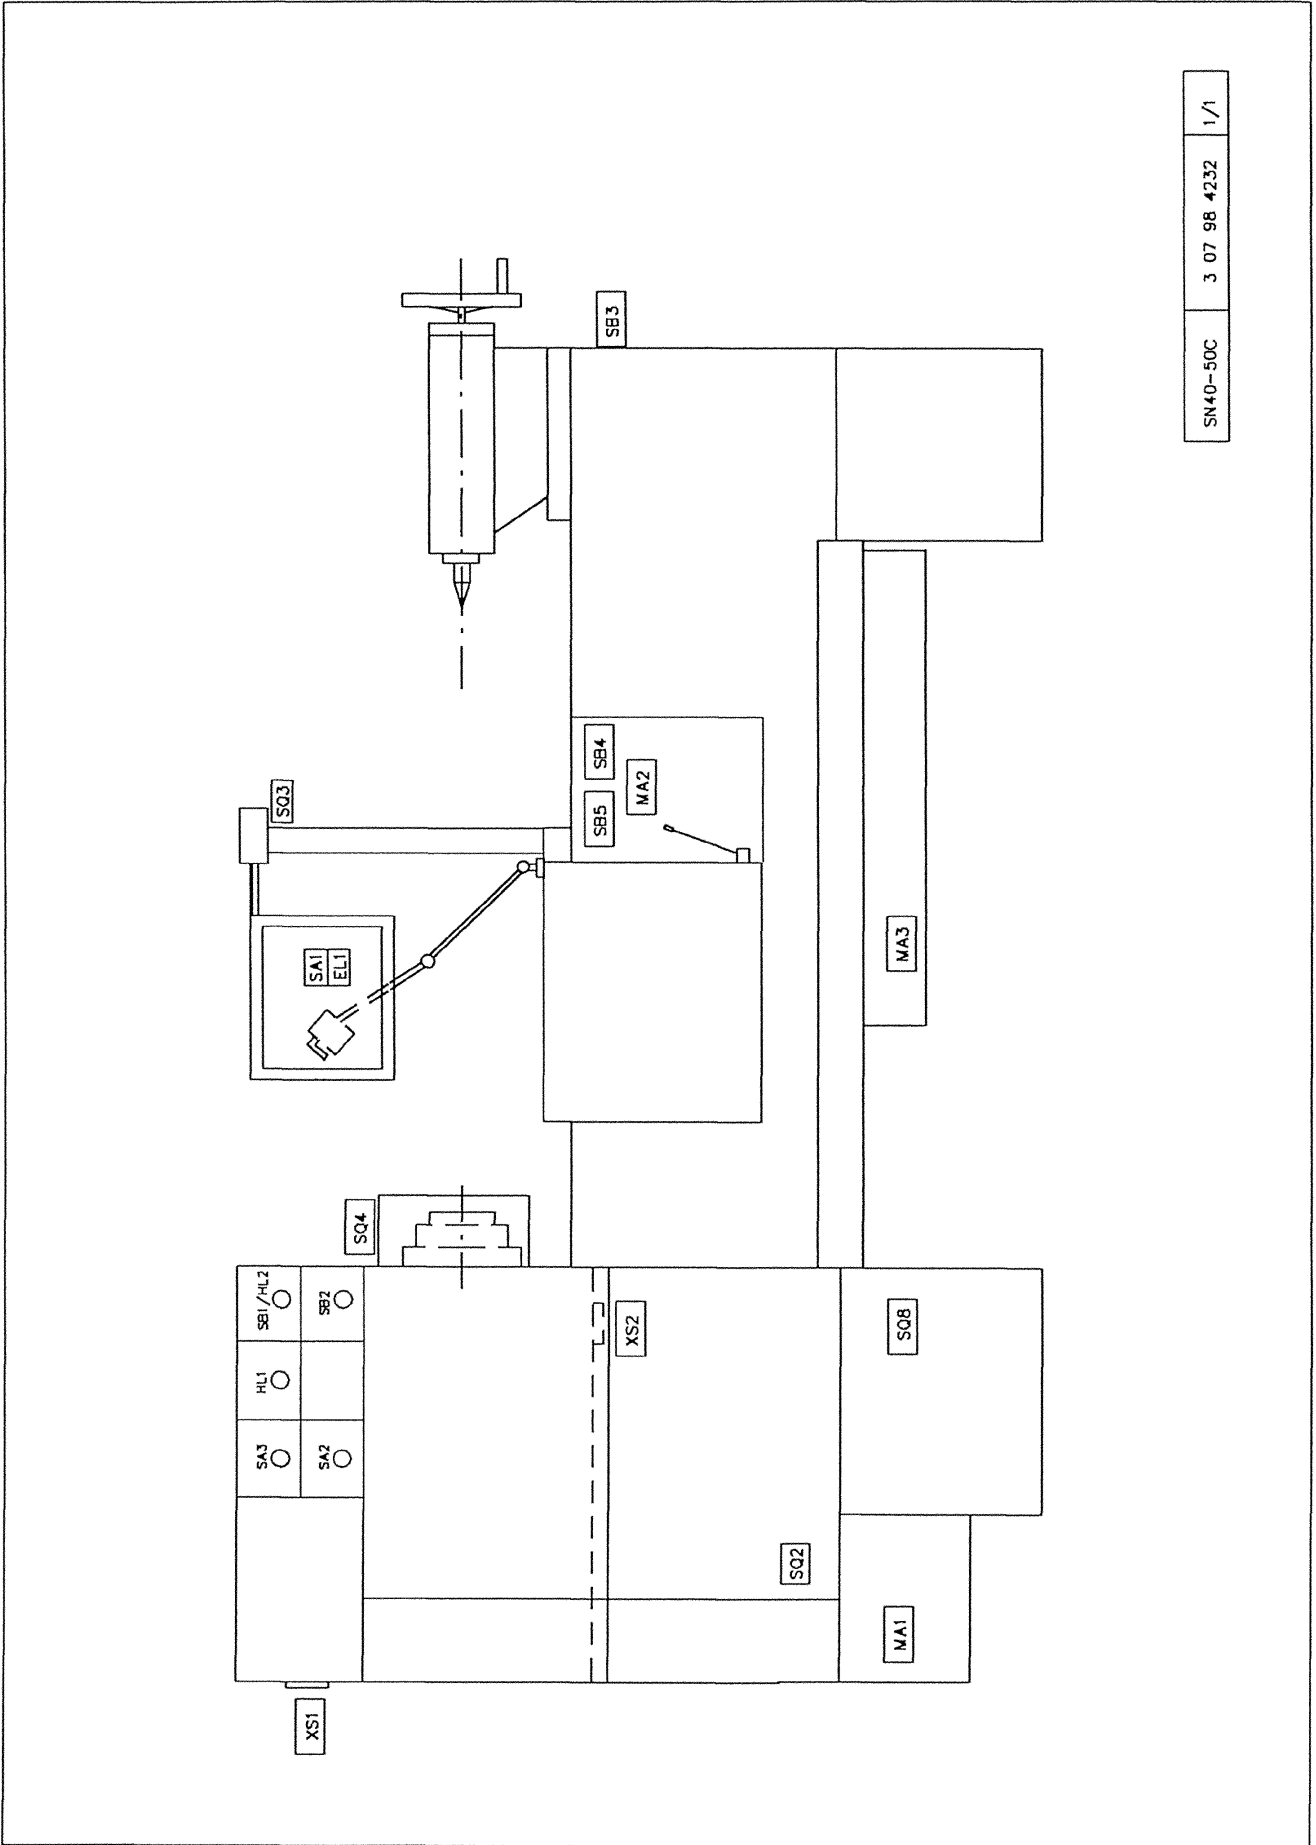 XS1
SA3
HL1
SB1/HL2
SA2
SB2
SQ4
SA1
EL1
SQ3
XS2
SB5
SB4
MA2
SB3
SQ2
MA1
SQ8
MA3
SN40-50C 3 07 98 4232 1/1